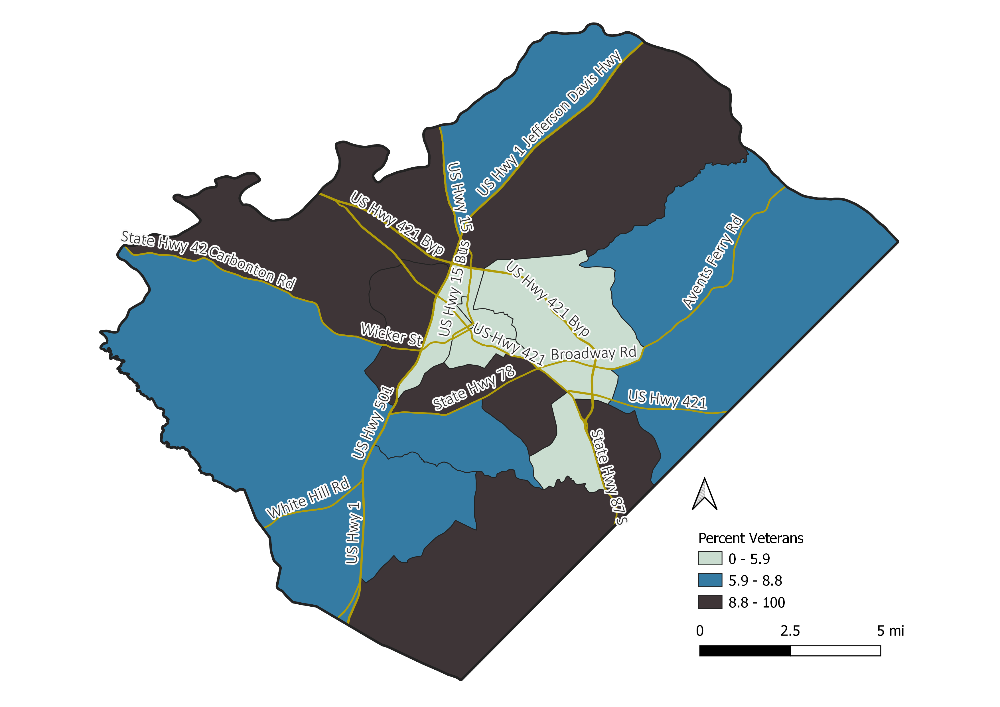 US Hwy 1 Jefferson Davis Hwy
US Hwy 15
US Hwy 421 Byp
State Hwy 42 Carbonton Rd
US Hwy 15 Bus
US Hwy 421 Byp
Avents Ferry Rd
Wicker St
US Hwy 421
Broadway Rd
State Hwy 78
US Hwy 501
US Hwy 421
State Hwy 87 S
White Hill Rd
US Hwy 1
Percent Veterans
0 - 5.9
5.9 - 8.8
8.8 - 100
0 2.5 5 mi